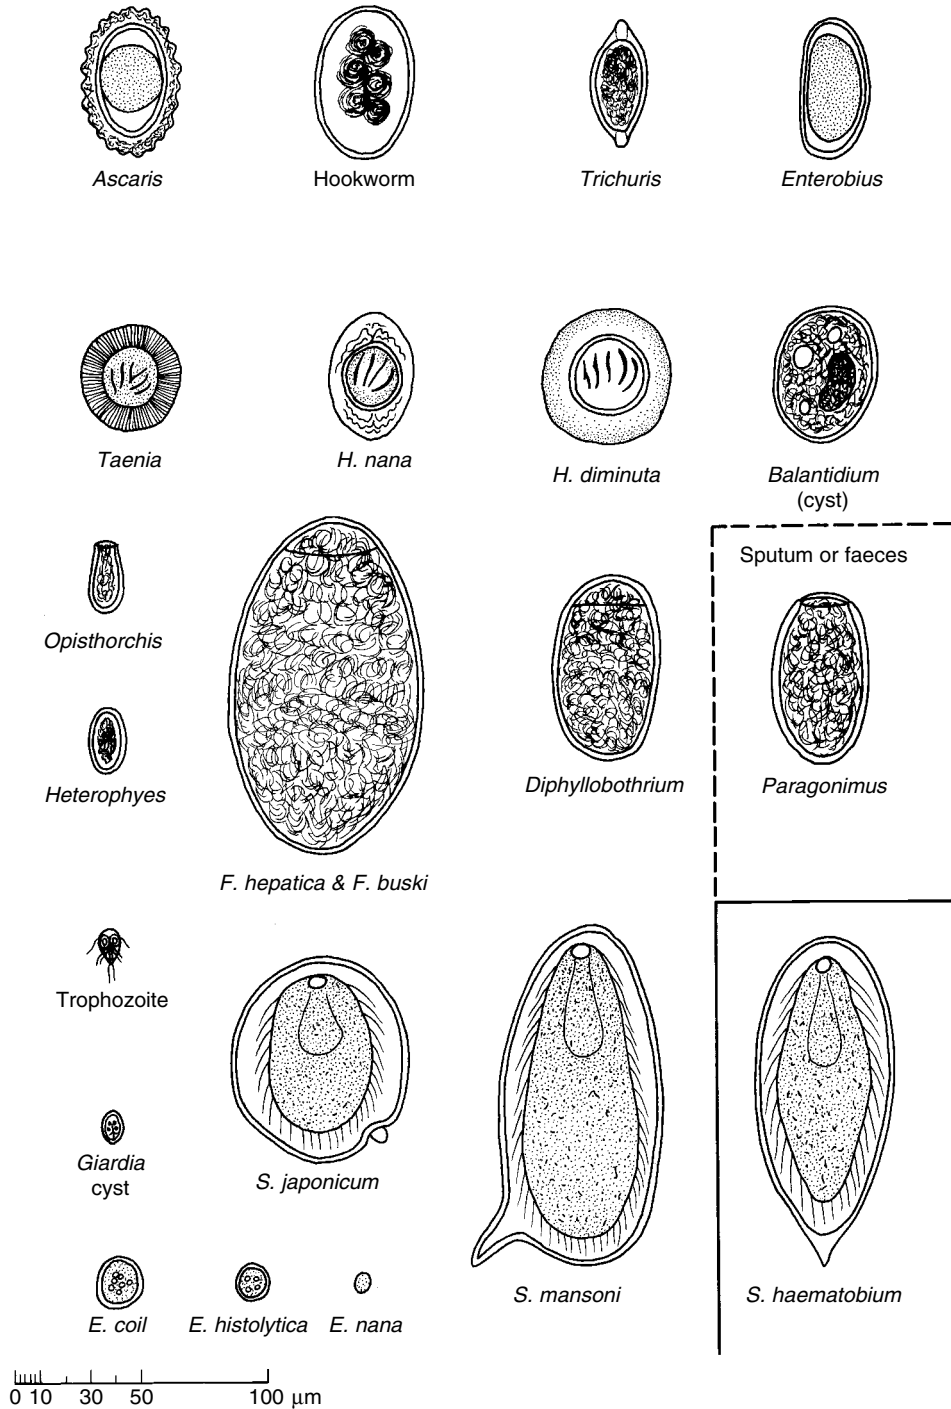 Ascaris
Hookworm
Trichuris
Enterobius
Taenia
H. nana
H. diminuta
Balantidium
(cyst)
Opisthorchis
Sputum or faeces
Heterophyes
Diphyllobothrium
Paragonimus
F. hepatica & F. buski
Trophozoite
Giardia
cyst
S. japonicum
S. mansoni
S. haematobium
E. coil
E. histolytica
E. nana
0 10 30 50 100 μm